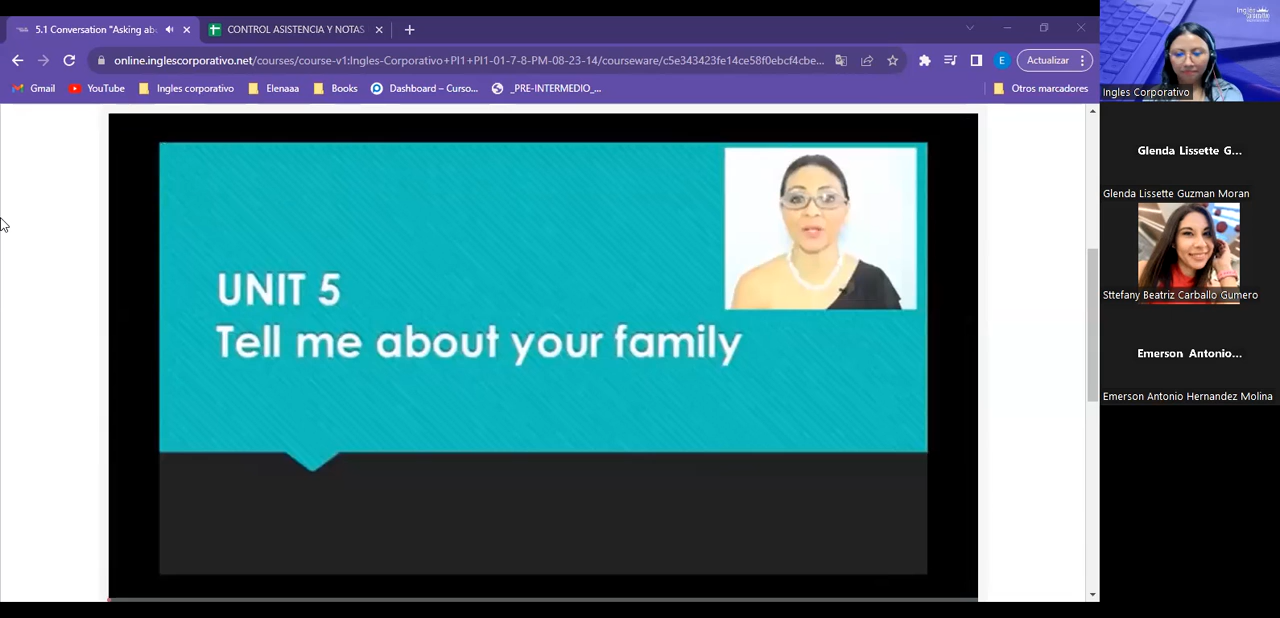 5.1 Conversation "Asking ab
CONTROL ASISTENCIA Y NOTAS
online.inglescorporativo.net/courses/course-v1:Ingles-Corporativo+PI1+PI1-01-7-8-PM-08-23-14/courseware/c5e343423fe14ce58f0ebcf4cbe...
E
Actualizar
Gmail
YouTube
Ingles corporativo
Elenaaa
Books
Dashboard – Curso...
_PRE-INTERMEDIO_...
Otros marcadores
UNIT 5
Tell me about your family
Ingles Corporativo
Glenda Lissette G...
Glenda Lissette Guzman Moran
Sttefany Beatriz Carballo Gumero
Emerson Antonio...
Emerson Antonio Hernandez Molina